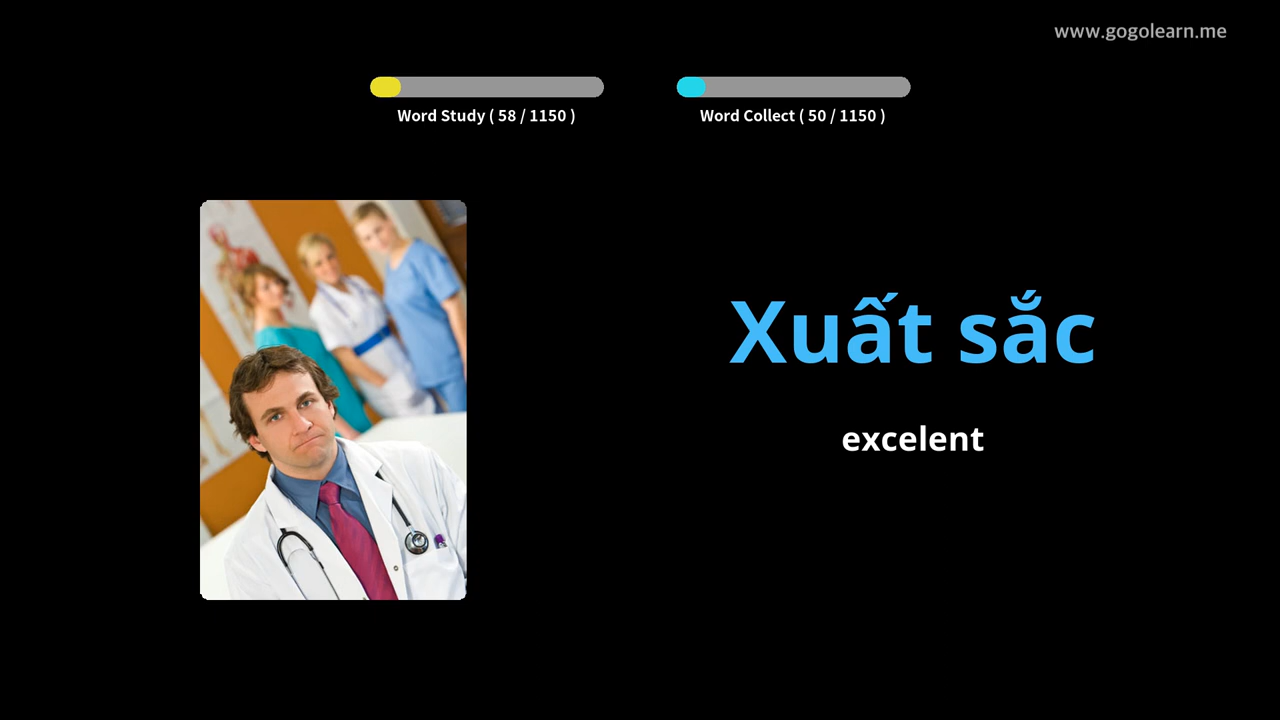 www.gogolearn.me
Word Study ( 58 / 1150 )
Word Collect ( 50 / 1150 )
Xuất sắc
excelent